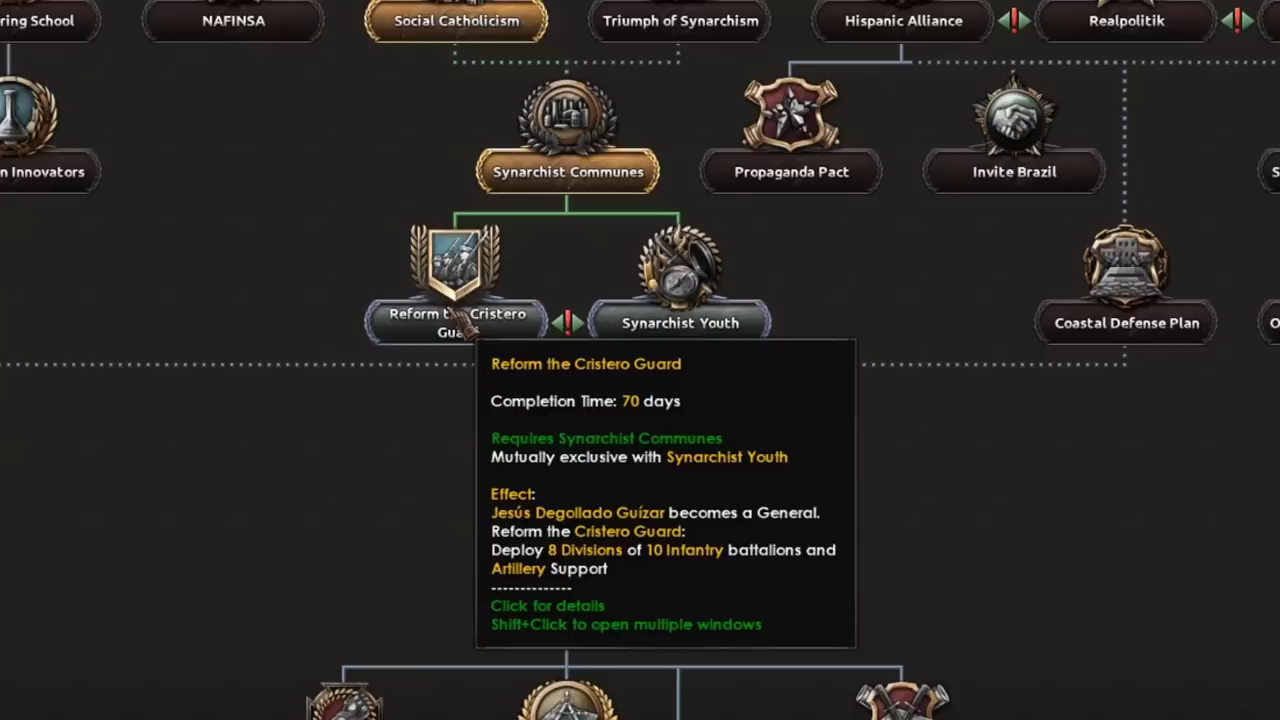 ring School
NAFINSA
Social Catholicism
Triumph of Synarchism
Hispanic Alliance
Realpolitik
n Innovators
Synarchist Communes
Propaganda Pact
Invite Brazil
S
Reform t Cristero
Gua
Synarchist Youth
Coastal Defense Plan
O
Reform the Cristero Guard
Completion Time: 70 days
Requires Synarchist Communes
Mutually exclusive with Synarchist Youth
Effect:
Jesús Degollado Guízar becomes a General.
Reform the Cristero Guard:
Deploy 8 Divisions of 10 Infantry battalions and
Artillery Support
--------------
Click for details
Shift+Click to open multiple windows